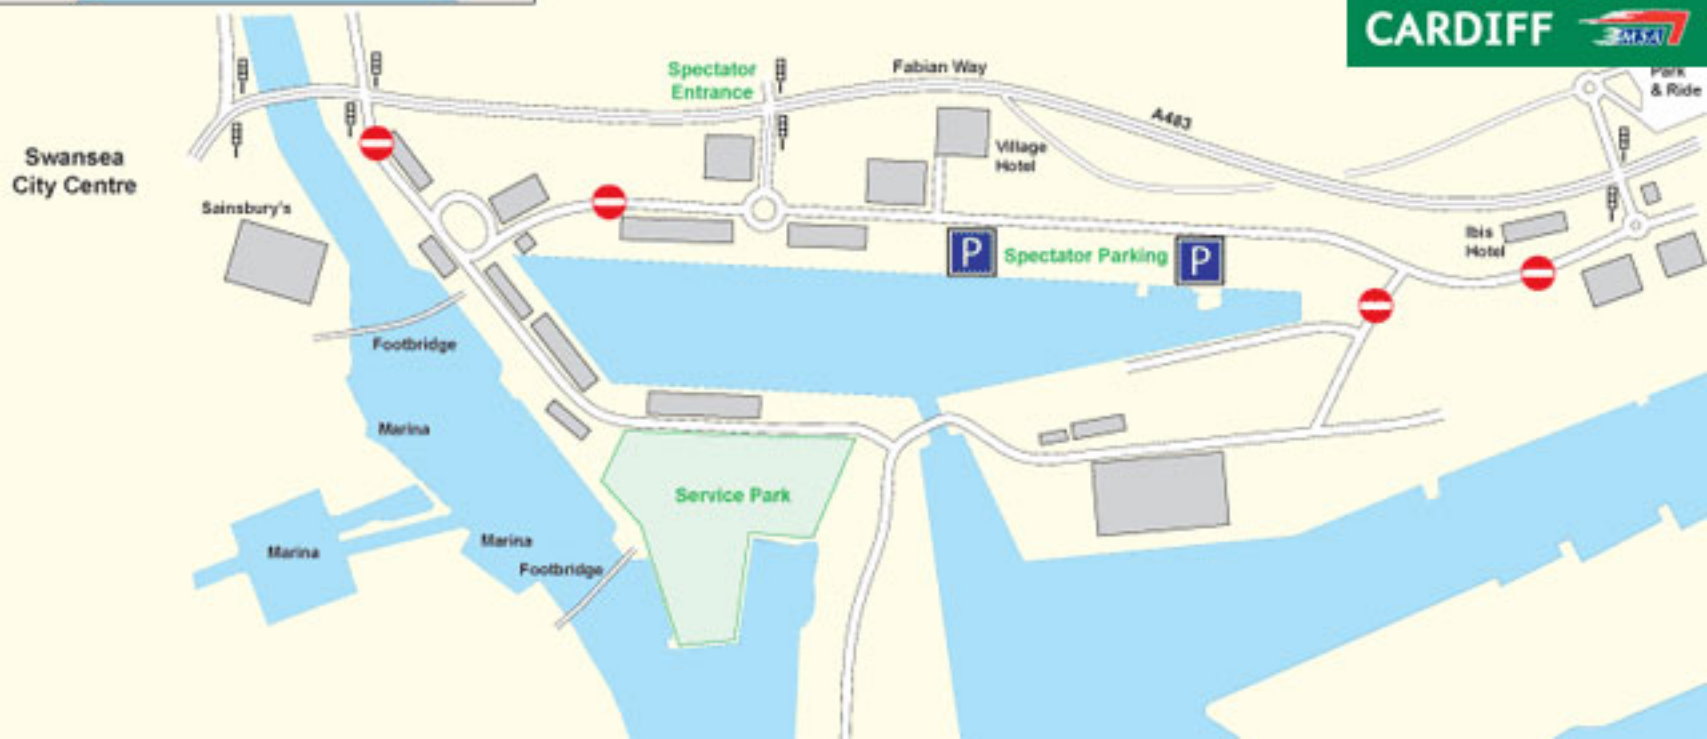 CARDIFF
MSA
Park
& Ride
Spectator
Entrance
Fabian Way
A483
Swansea
City Centre
Sainsbury's
Village
Hotel
Ibis
Hotel
P
Spectator Parking
P
Footbridge
Marina
Service Park
Marina
Marina
Footbridge